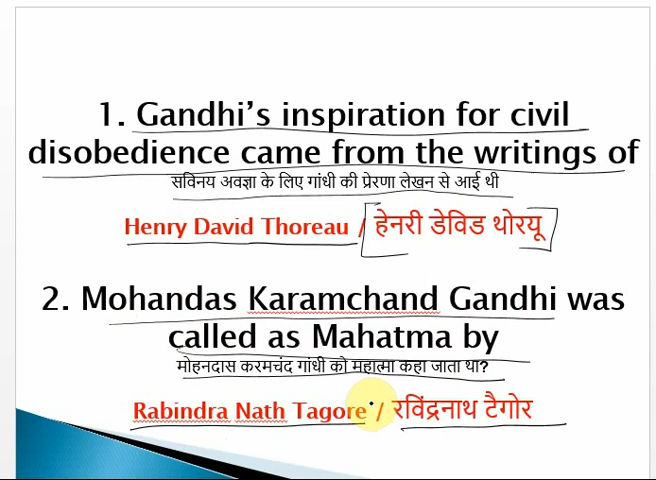 1. Gandhi’s inspiration for civil
disobedience came from the writings of
सविनय अवज्ञा के लिए गांधी की प्रेरणा लेखन से आई थी
Henry David Thoreau / हेनरी डेविड थोरयू
2. Mohandas Karamchand Gandhi was
called as Mahatma by
मोहनदास करमचंद गांधी को महात्मा कहा जाता था?
Rabindra Nath Tagore / रविंद्रनाथ टैगोर